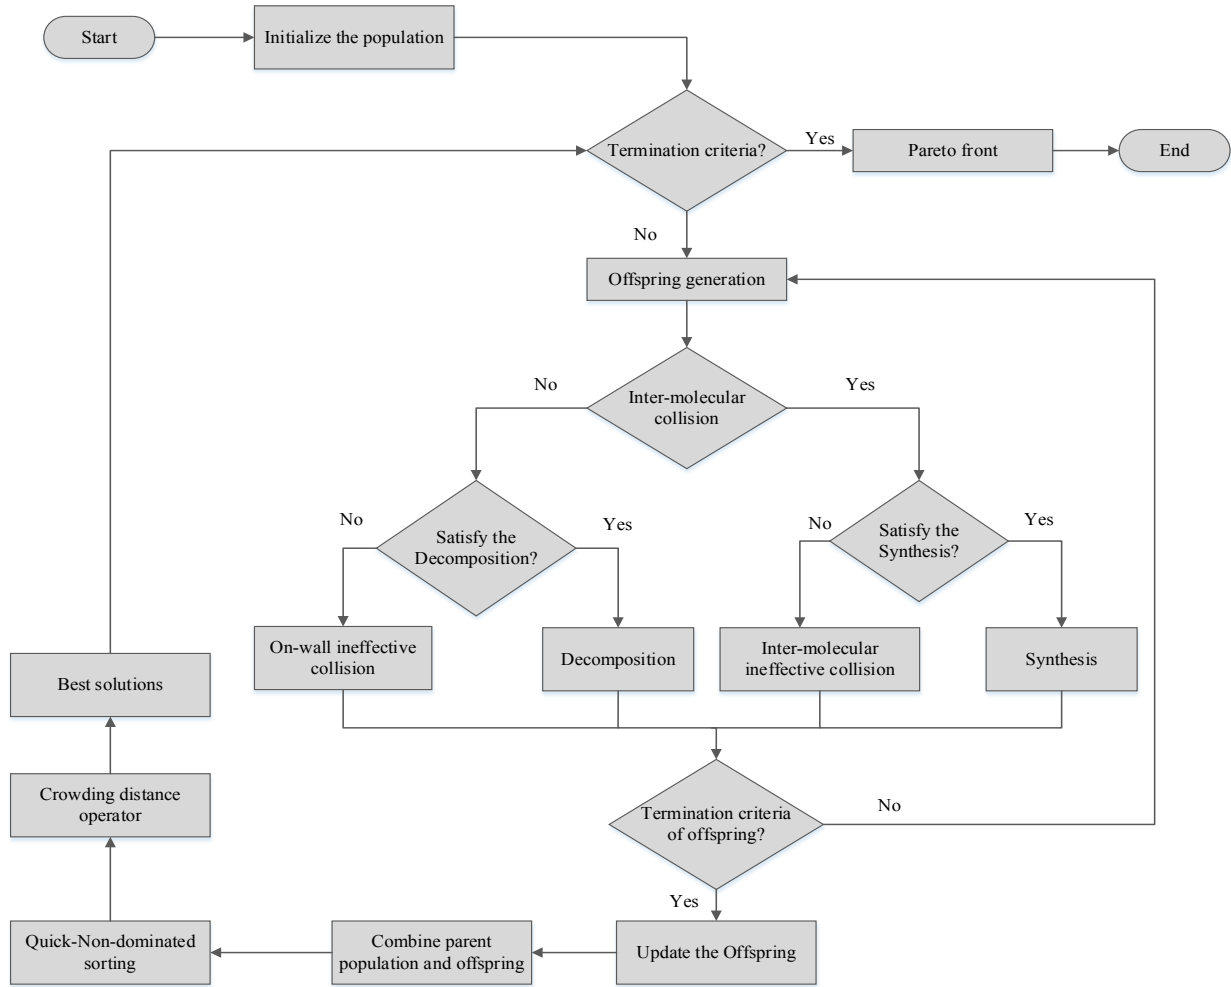 Start
Initialize the population
Termination criteria?
Yes
Pareto front
End
No
Offspring generation
No
Inter-molecular
collision
Yes
No
Satisfy the
Decomposition?
Yes
No
Satisfy the
Synthesis?
Yes
On-wall ineffective
collision
Decomposition
Inter-molecular
ineffective collision
Synthesis
Best solutions
Crowding distance
operator
Termination criteria
of offspring?
No
Yes
Quick-Non-dominated
sorting
Combine parent
population and offspring
Update the Offspring